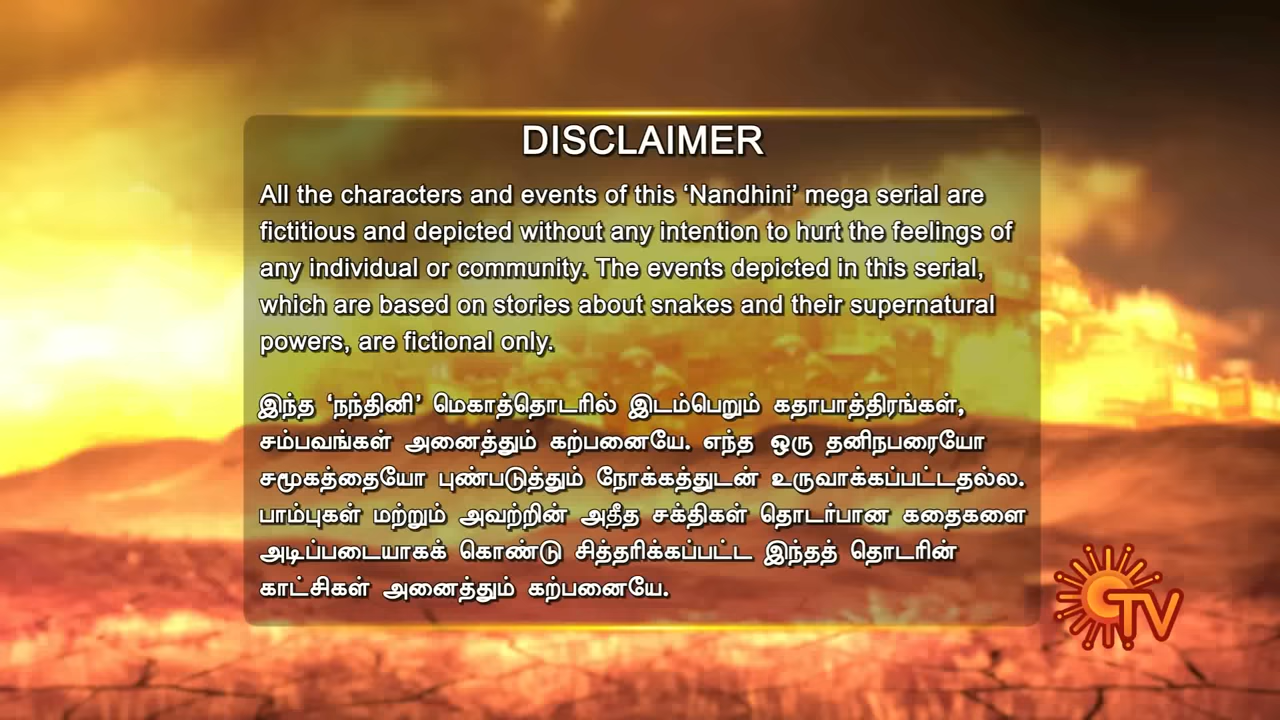 DISCLAIMER
All the characters and events of this ‘Nandhini’ mega serial are
fictitious and depicted without any intention to hurt the feelings of
any individual or community. The events depicted in this serial,
which are based on stories about snakes and their supernatural
powers, are fictional only.
இந்த ‘நந்தினி’ மெகாத்தொடரில் இடம்பெறும் கதாபாத்திரங்கள்,
சம்பவங்கள் அனைத்தும் கற்பனையே. எந்த ஒரு தனிநபரையோ
சமூகத்தையோ புண்படுத்தும் நோக்கத்துடன் உருவாக்கப்பட்டதல்ல.
பாம்புகள் மற்றும் அவற்றின் அதீத சக்திகள் தொடர்பான கதைகளை
அடிப்படையாகக் கொண்டு சித்தரிக்கப்பட்ட இந்தத் தொடரின்
காட்சிகள் அனைத்தும் கற்பனையே.
TV